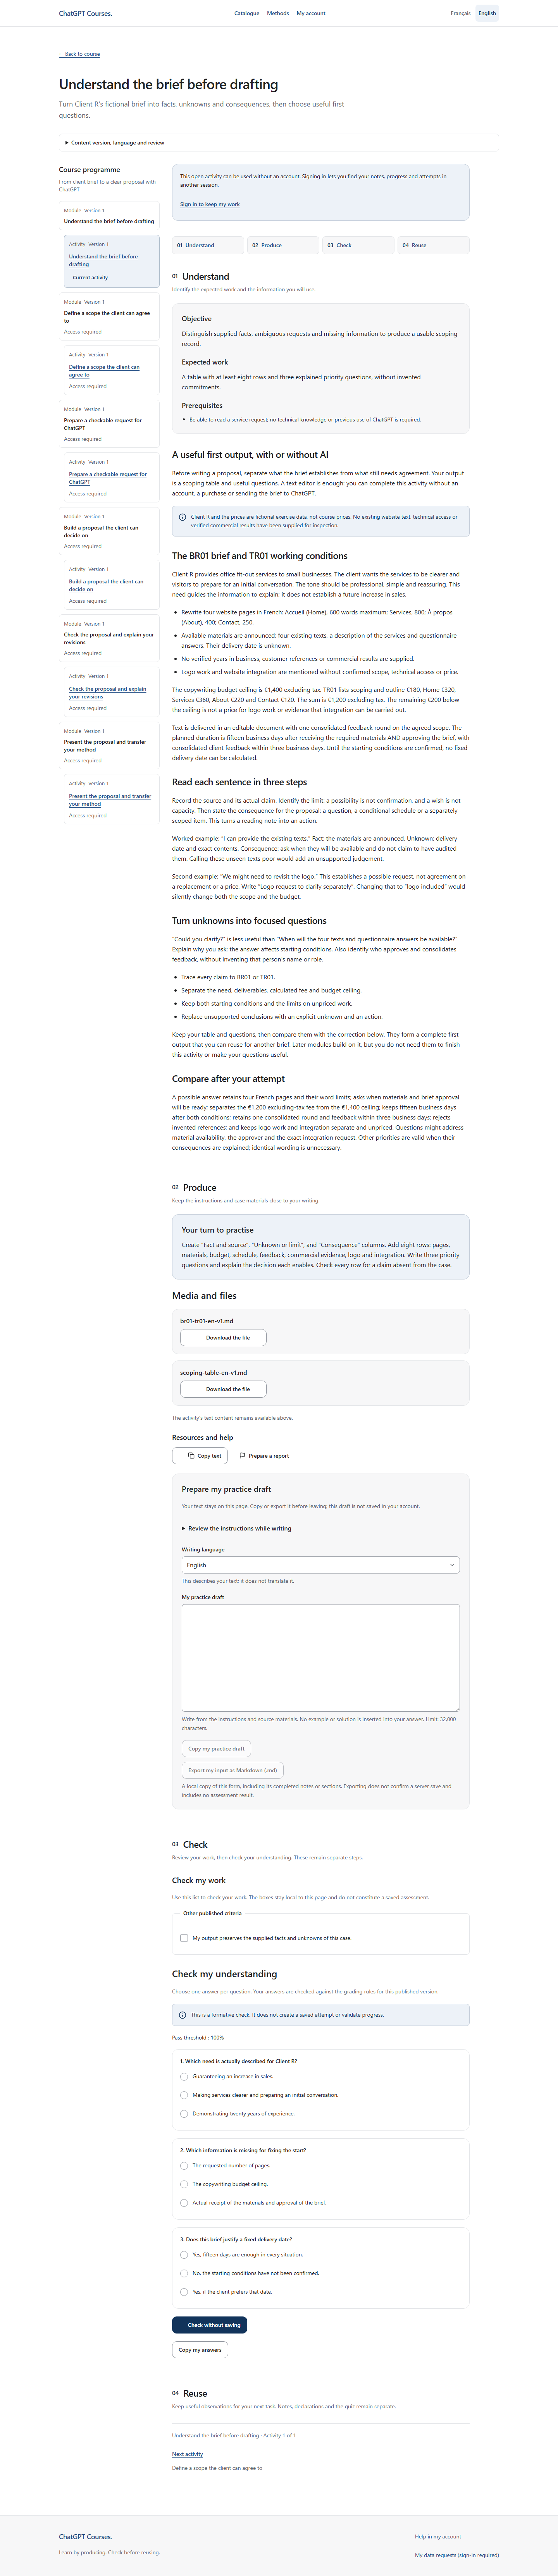 ChatGPT Courses.
Catalogue Methods My account
Français English
← Back to course
Understand the brief before drafting
Turn Client R's fictional brief into facts, unknowns and consequences, then choose useful first
questions.
▶ Content version, language and review
Course programme
From client brief to a clear proposal with
ChatGPT
Module Version 1
Understand the brief before drafting
Activity Version 1
Understand the brief before
drafting
Current activity
Module Version 1
Define a scope the client can agree
to
Access required
Activity Version 1
Define a scope the client can
agree to
Access required
Module Version 1
Prepare a checkable request for
ChatGPT
Access required
Activity Version 1
Prepare a checkable request for
ChatGPT
Access required
Module Version 1
Build a proposal the client can
decide on
Access required
Activity Version 1
Build a proposal the client can
decide on
Access required
Module Version 1
Check the proposal and explain your
revisions
Access required
Activity Version 1
Check the proposal and explain
your revisions
Access required
Module Version 1
Present the proposal and transfer
your method
Access required
Activity Version 1
Present the proposal and transfer
your method
Access required
This open activity can be used without an account. Signing in lets you find your notes, progress and attempts in
another session.
Sign in to keep my work
01 Understand
02 Produce
03 Check
04 Reuse
01 Understand
Identify the expected work and the information you will use.
Objective
Distinguish supplied facts, ambiguous requests and missing information to produce a usable scoping
record.
Expected work
A table with at least eight rows and three explained priority questions, without invented
commitments.
Prerequisites
• Be able to read a service request: no technical knowledge or previous use of ChatGPT is required.
A useful first output, with or without AI
Before writing a proposal, separate what the brief establishes from what still needs agreement. Your output
is a scoping table and useful questions. A text editor is enough: you can complete this activity without an
account, a purchase or sending the brief to ChatGPT.
Client R and the prices are fictional exercise data, not course prices. No existing website text, technical access or
verified commercial results have been supplied for inspection.
The BR01 brief and TR01 working conditions
Client R provides office fit-out services to small businesses. The client wants the services to be clearer and
visitors to prepare for an initial conversation. The tone should be professional, simple and reassuring. This
need guides the information to explain; it does not establish a future increase in sales.
• Rewrite four website pages in French: Accueil (Home), 600 words maximum; Services, 800; À propos
(About), 400; Contact, 250.
• Available materials are announced: four existing texts, a description of the services and questionnaire
answers. Their delivery date is unknown.
• No verified years in business, customer references or commercial results are supplied.
• Logo work and website integration are mentioned without confirmed scope, technical access or price.
The copywriting budget ceiling is €1,400 excluding tax. TR01 lists scoping and outline €180, Home €320,
Services €360, About €220 and Contact €120. The sum is €1,200 excluding tax. The remaining €200 below
the ceiling is not a price for logo work or evidence that integration can be carried out.
Text is delivered in an editable document with one consolidated feedback round on the agreed scope. The
planned duration is fifteen business days after receiving the required materials AND approving the brief, with
consolidated client feedback within three business days. Until the starting conditions are confirmed, no fixed
delivery date can be calculated.
Read each sentence in three steps
Record the source and its actual claim. Identify the limit: a possibility is not confirmation, and a wish is not
capacity. Then state the consequence for the proposal: a question, a conditional schedule or a separately
scoped item. This turns a reading note into an action.
Worked example: "I can provide the existing texts." Fact: the materials are announced. Unknown: delivery
date and exact contents. Consequence: ask when they will be available and do not claim to have audited
them. Calling these unseen texts poor would add an unsupported judgement.
Second example: "We might need to revisit the logo." This establishes a possible request, not agreement on
a replacement or a price. Write "Logo request to clarify separately". Changing that to "logo included" would
silently change both the scope and the budget.
Turn unknowns into focused questions
"Could you clarify?" is less useful than "When will the four texts and questionnaire answers be available?"
Explain why you ask: the answer affects starting conditions. Also identify who approves and consolidates
feedback, without inventing that person's name or role.
• Trace every claim to BR01 or TR01.
• Separate the need, deliverables, calculated fee and budget ceiling.
• Keep both starting conditions and the limits on unpriced work.
• Replace unsupported conclusions with an explicit unknown and an action.
Keep your table and questions, then compare them with the correction below. They form a complete first
output that you can reuse for another brief. Later modules build on it, but you do not need them to finish
this activity or make your questions useful.
Compare after your attempt
A possible answer retains four French pages and their word limits; asks when materials and brief approval
will be ready; separates the €1,200 excluding-tax fee from the €1,400 ceiling; keeps fifteen business days
after both conditions; retains one consolidated round and feedback within three business days; rejects
invented references; and keeps logo work and integration separate and unpriced. Questions might address
material availability, the approver and the exact integration request. Other priorities are valid when their
consequences are explained; identical wording is unnecessary.
02 Produce
Keep the instructions and case materials close to your writing.
Your turn to practise
Create "Fact and source", "Unknown or limit", and "Consequence" columns. Add eight rows: pages,
materials, budget, schedule, feedback, commercial evidence, logo and integration. Write three priority
questions and explain the decision each enables. Check every row for a claim absent from the case.
Media and files
br01-tr01-en-v1.md
Download the file
scoping-table-en-v1.md
Download the file
The activity's text content remains available above.
Resources and help
Copy text
Prepare a report
Prepare my practice draft
Your text stays on this page. Copy or export it before leaving: this draft is not saved in your account.
▶ Review the instructions while writing
Writing language
English
This describes your text; it does not translate it.
My practice draft
Write from the instructions and source materials. No example or solution is inserted into your answer. Limit: 32,000
characters.
Copy my practice draft
Export my input as Markdown (.md)
A local copy of this form, including its completed notes or sections. Exporting does not confirm a server save and
includes no assessment result.
03 Check
Review your work, then check your understanding. These remain separate steps.
Check my work
Use this list to check your work. The boxes stay local to this page and do not constitute a saved assessment.
Other published criteria
My output preserves the supplied facts and unknowns of this case.
Check my understanding
Choose one answer per question. Your answers are checked against the grading rules for this published version.
This is a formative check. It does not create a saved attempt or validate progress.
Pass threshold : 100%
1. Which need is actually described for Client R?
Guaranteeing an increase in sales.
Making services clearer and preparing an initial conversation.
Demonstrating twenty years of experience.
2. Which information is missing for fixing the start?
The requested number of pages.
The copywriting budget ceiling.
Actual receipt of the materials and approval of the brief.
3. Does this brief justify a fixed delivery date?
Yes, fifteen days are enough in every situation.
No, the starting conditions have not been confirmed.
Yes, if the client prefers that date.
Check without saving
Copy my answers
04 Reuse
Keep useful observations for your next task. Notes, declarations and the quiz remain separate.
Understand the brief before drafting · Activity 1 of 1
Next activity
Define a scope the client can agree to
ChatGPT Courses.
Learn by producing. Check before reusing.
Help in my account
My data requests (sign-in required)